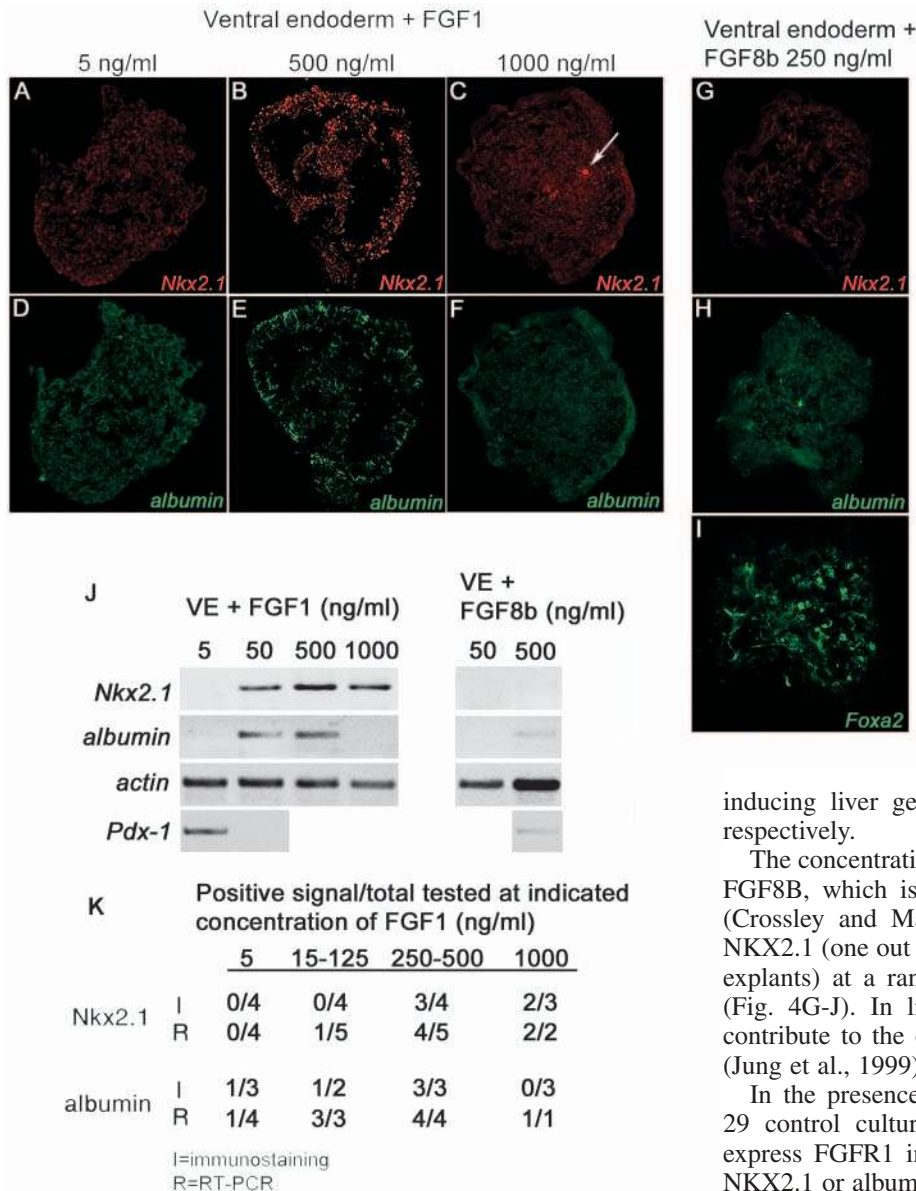 Ventral endoderm + FGF1
5 ng/ml 500 ng/ml 1000 ng/ml
Ventral endoderm +
FGF8b 250 ng/ml
A B C G
Nkx2.1 Nkx2.1 Nkx2.1 Nkx2.1
D E F H
albumin albumin albumin albumin
I
Foxa2
J
VE + FGF1 (ng/ml)
5 50 500 1000
VE +
FGF8b (ng/ml)
50 500
Nkx2.1
albumin
actin
Pdx-1
K Positive signal/total tested at indicated
concentration of FGF1 (ng/ml)
5 15-125 250-500 1000
Nkx2.1
I 0/4 0/4 3/4 2/3
R 0/4 1/5 4/5 2/2
albumin
I 1/3 1/2 3/3 0/3
R 1/4 3/3 4/4 1/1
I=immunostaining
R=RT-PCR
inducing liver ge
respectively.
The concentrati
FGF8B, which is
(Crossley and Ma
NKX2.1 (one out
explants) at a ran
(Fig. 4G-J). In li
contribute to the
(Jung et al., 1999)
In the presence
29 control cultur
express FGFR1 in
NKX2.1 or album